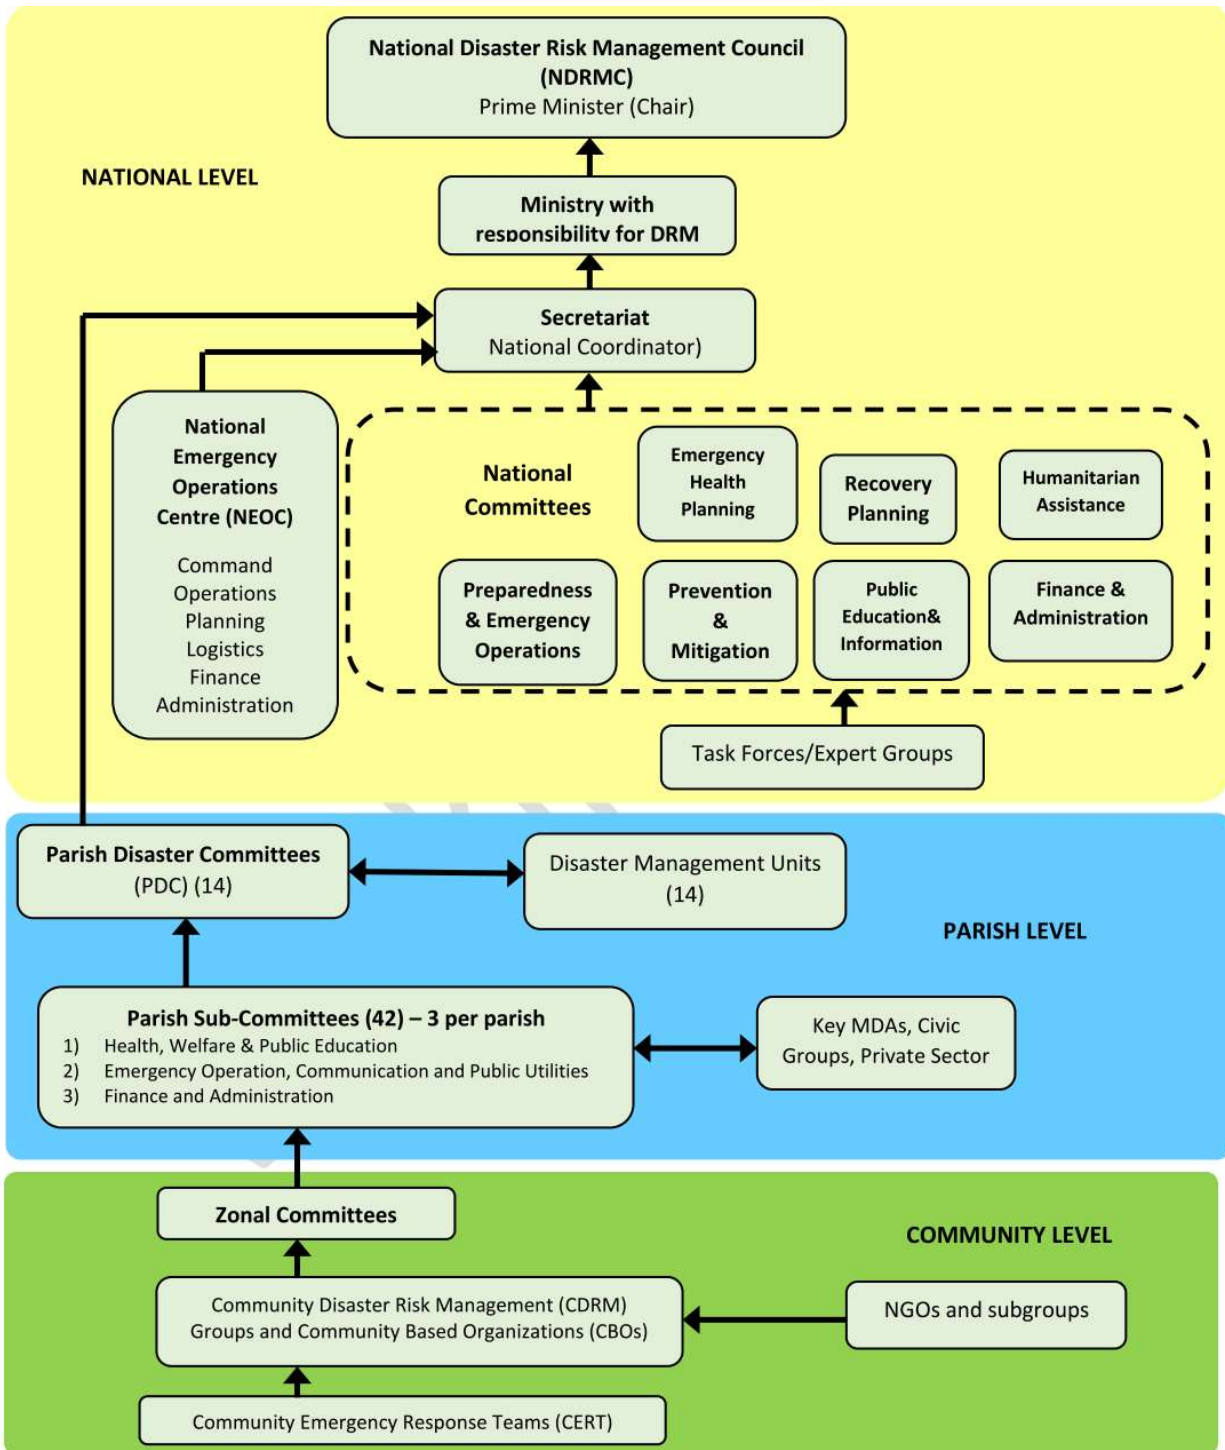 National Disaster Risk Management Council
(NDRMC)
Prime Minister (Chair)
NATIONAL LEVEL
Ministry with
responsibility for DRM
Secretariat
National Coordinator)
National
Emergency
Operations
Centre (NEOC)
Command
Operations
Planning
Logistics
Finance
Administration
National
Committees
Emergency
Health
Planning
Recovery
Planning
Humanitarian
Assistance
Preparedness
& Emergency
Operations
Prevention
&
Mitigation
Public
Education&
Information
Finance &
Administration
Task Forces/Expert Groups
Parish Disaster Committees
(PDC) (14)
Disaster Management Units
(14)
PARISH LEVEL
Parish Sub-Committees (42) – 3 per parish
1) Health, Welfare & Public Education
2) Emergency Operation, Communication and Public Utilities
3) Finance and Administration
Key MDAs, Civic
Groups, Private Sector
Zonal Committees
COMMUNITY LEVEL
Community Disaster Risk Management (CDRM)
Groups and Community Based Organizations (CBOs)
NGOs and subgroups
Community Emergency Response Teams (CERT)